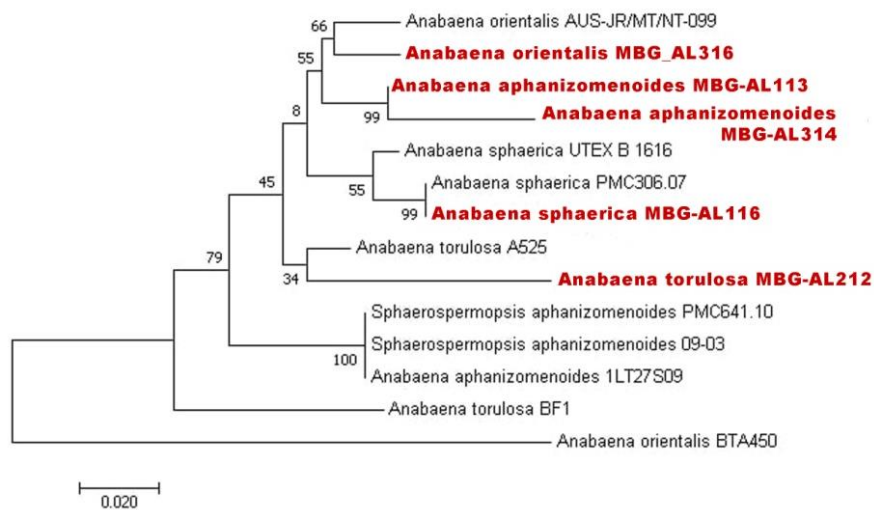 Anabaena orientalis AUS-JR/MT/NT-099
66
Anabaena orientalis MBG_AL316
55
Anabaena aphanizomenoides MBG-AL113
99
Anabaena aphanizomenoides
MBG-AL314
8
Anabaena sphaerica UTEX B 1616
55
Anabaena sphaerica PMC306.07
99
Anabaena sphaerica MBG-AL116
45
Anabaena torulosa A525
34
Anabaena torulosa MBG-AL212
79
Sphaerospermopsis aphanizomenoides PMC641.10
Sphaerospermopsis aphanizomenoides 09-03
100
Anabaena aphanizomenoides 1LT27S09
Anabaena torulosa BF1
Anabaena orientalis BTA450
0.020